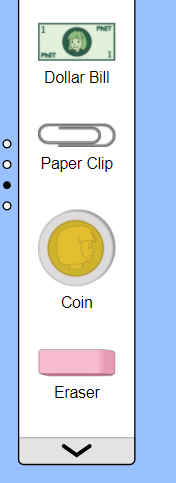 1 PhET
PhET 1
Dollar Bill
Paper Clip
Coin
Eraser